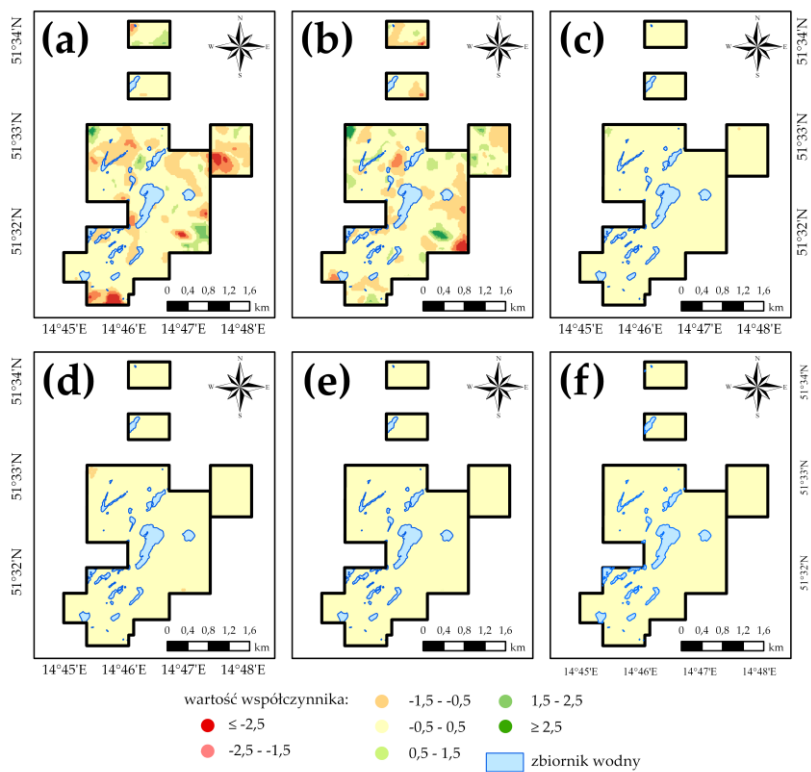 (a) (b) (c)
N N N
W E W E W E
S S S
51°34'N 51°34'N
51°33'N 51°33'N
51°32'N 51°32'N
0 0,4 0,8 1,2 1,6 0 0,4 0,8 1,2 1,6 0 0,4 0,8 1,2 1,6
km km km
14°45'E 14°46'E 14°47'E 14°48'E 14°45'E 14°46'E 14°47'E 14°48'E 14°45'E 14°46'E 14°47'E 14°48'E
(d) (e) (f)
N N N
W E W E W E
S S S
51°34'N 51°34'N
51°33'N 51°33'N
51°32'N 51°32'N
0 0,4 0,8 1,2 1,6 0 0,4 0,8 1,2 1,6 0 0,4 0,8 1,2 1,6
km km km
14°45'E 14°46'E 14°47'E 14°48'E 14°45'E 14°46'E 14°47'E 14°48'E 14°45'E 14°46'E 14°47'E 14°48'E
wartość współczynnika: -1,5 - -0,5 1,5 - 2,5
≤ -2,5 -0,5 - 0,5 ≥ 2,5
-2,5 - -1,5 0,5 - 1,5 zbiornik wodny